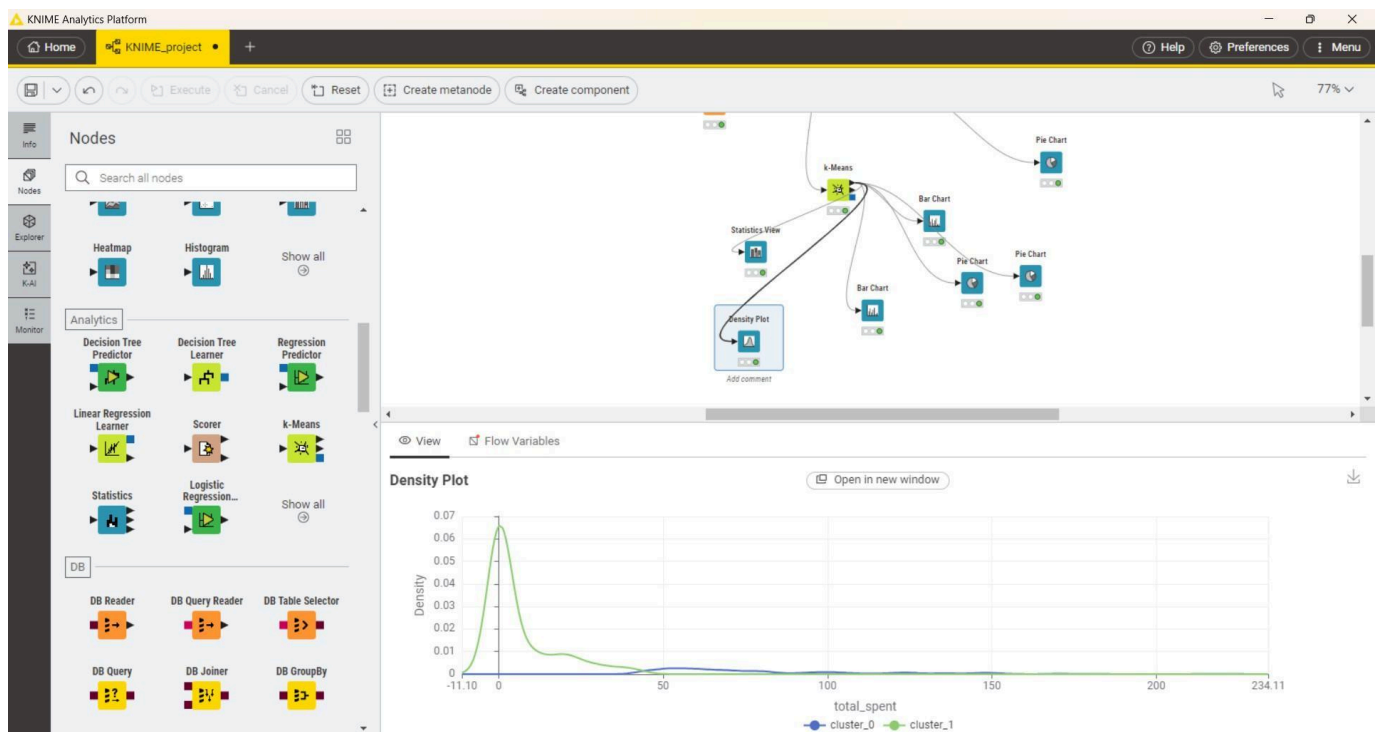 KNIME Analytics Platform
Home
KNIME_project
Help
Preferences
Menu
Execute
Cancel
Reset
Create metanode
Create component
77%
Info
Nodes
Explorer
K-AI
Monitor
Nodes
Search all nodes
Heatmap
Histogram
Show all
Analytics
Decision Tree
Predictor
Decision Tree
Learner
Regression
Predictor
Linear Regression
Learner
Scorer
k-Means
Statistics
Logistic
Regression...
Show all
DB
DB Reader
DB Query Reader
DB Table Selector
DB Query
DB Joiner
DB GroupBy
Pie Chart
k-Means
Bar Chart
Statistics View
Pie Chart
Pie Chart
Bar Chart
Density Plot
Add comment
View
Flow Variables
Density Plot
Open in new window
0.07
0.06
0.05
0.04
0.03
0.02
0.01
0
Density
-11.10 0 50 100 150 200 234.11
total_spent
cluster_0 cluster_1